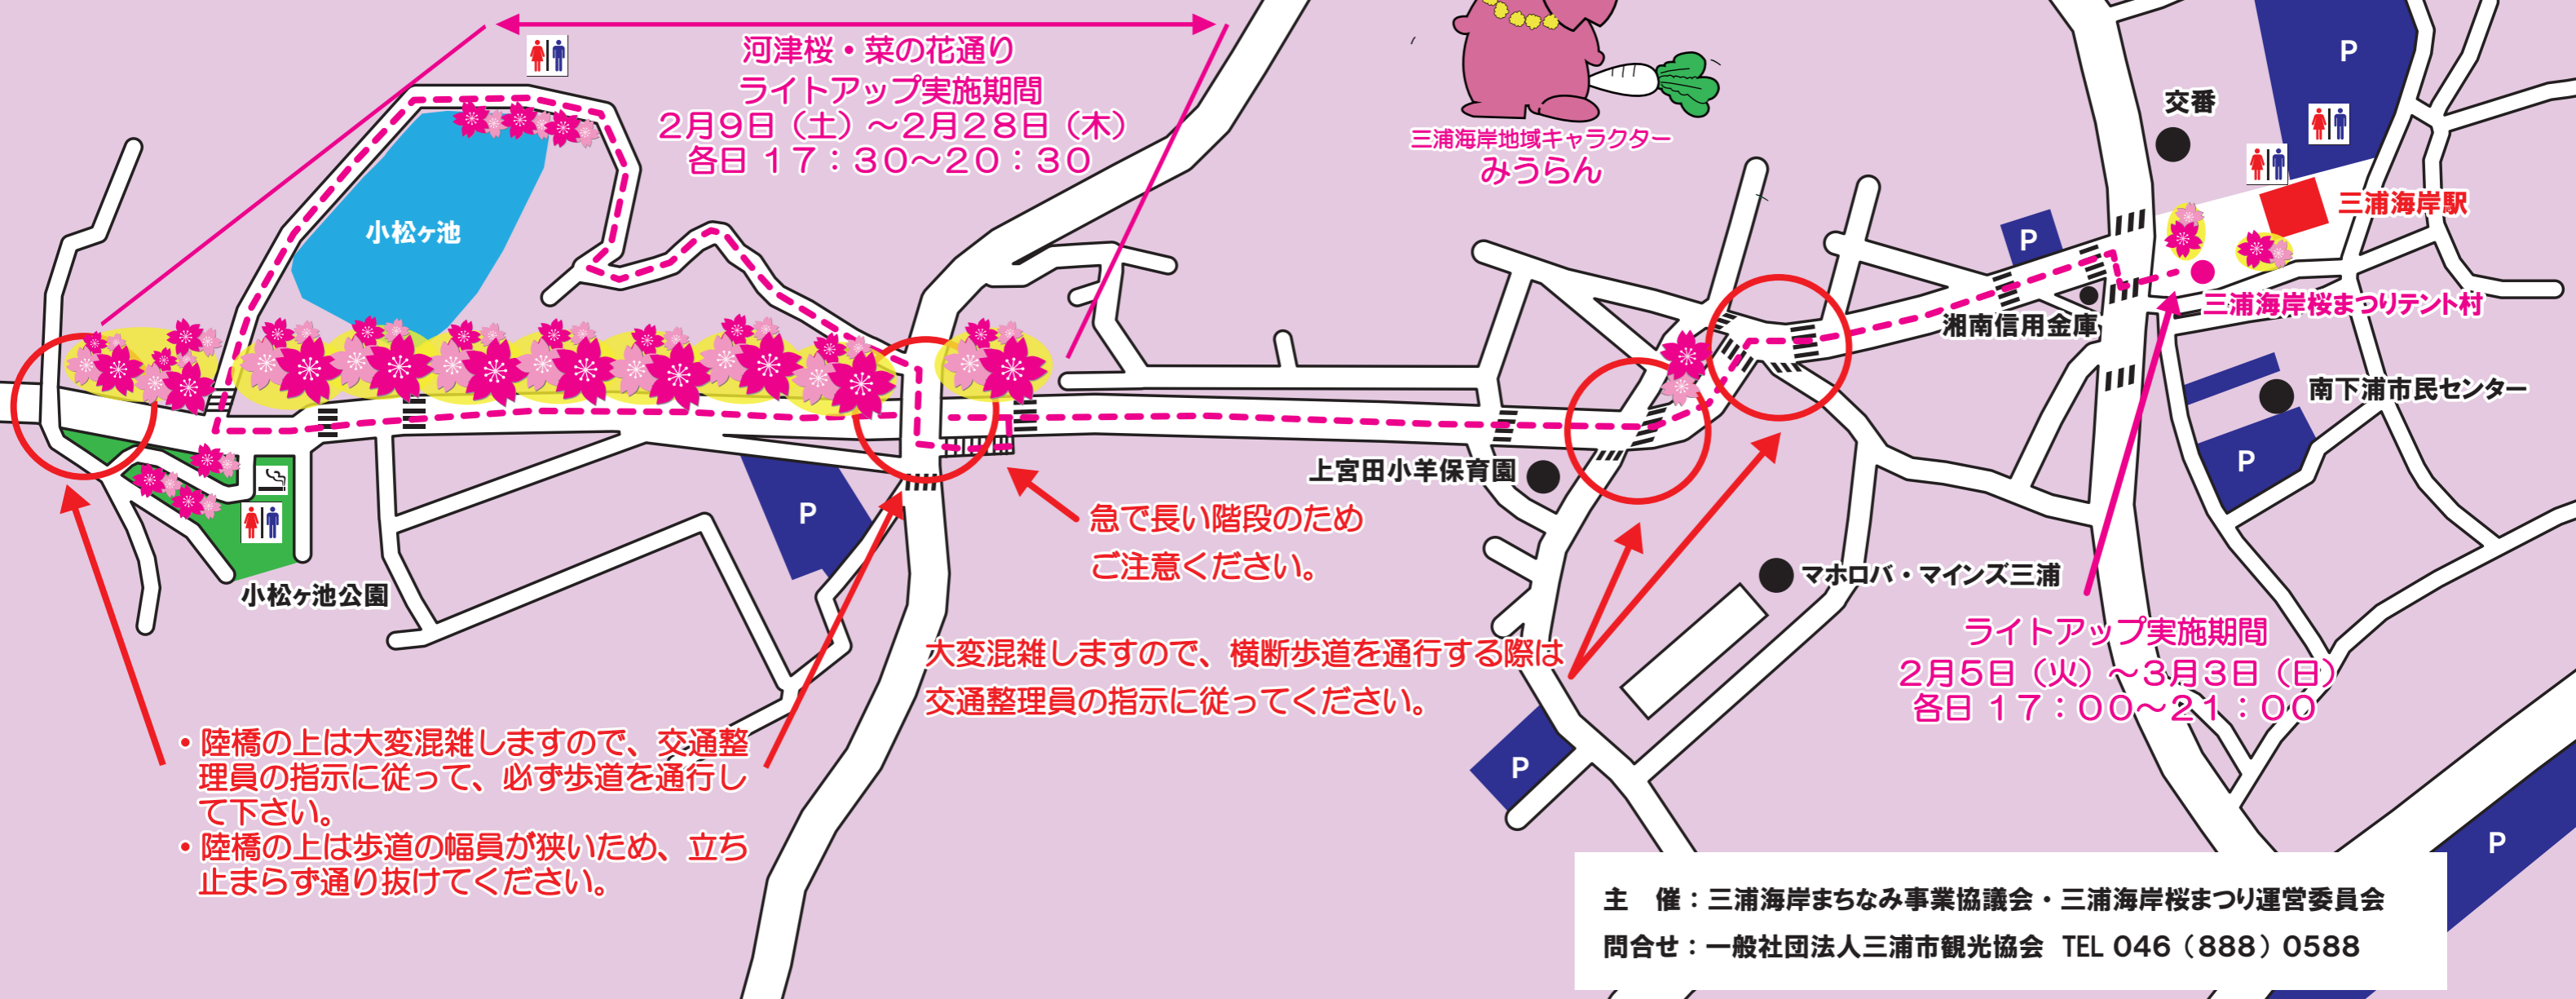 河津桜・菜の花通り
ライトアップ実施期間
2月9日（土）～2月28日（木）
各日 17：30～20：30
三浦海岸地域キャラクター
みうらん
P
交番
三浦海岸駅
小松ヶ池
P
三浦海岸桜まつりテント村
湘南信用金庫
南下浦市民センター
P
上宮田小羊保育園
P
急で長い階段のため
ご注意ください。
マホロバ・マインズ三浦
小松ヶ池公園
大変混雑しますので、横断歩道を通行する際は
交通整理員の指示に従ってください。
ライトアップ実施期間
2月5日（火）～3月3日（日）
各日 17：00～21：00
・陸橋の上は大変混雑しますので、交通整
理員の指示に従って、必ず歩道を通行し
て下さい。
・陸橋の上は歩道の幅員が狭いため、立ち
止まらず通り抜けてください。
P
P
主　催：三浦海岸まちなみ事業協議会・三浦海岸桜まつり運営委員会
問合せ：一般社団法人三浦市観光協会 TEL 046（888）0588